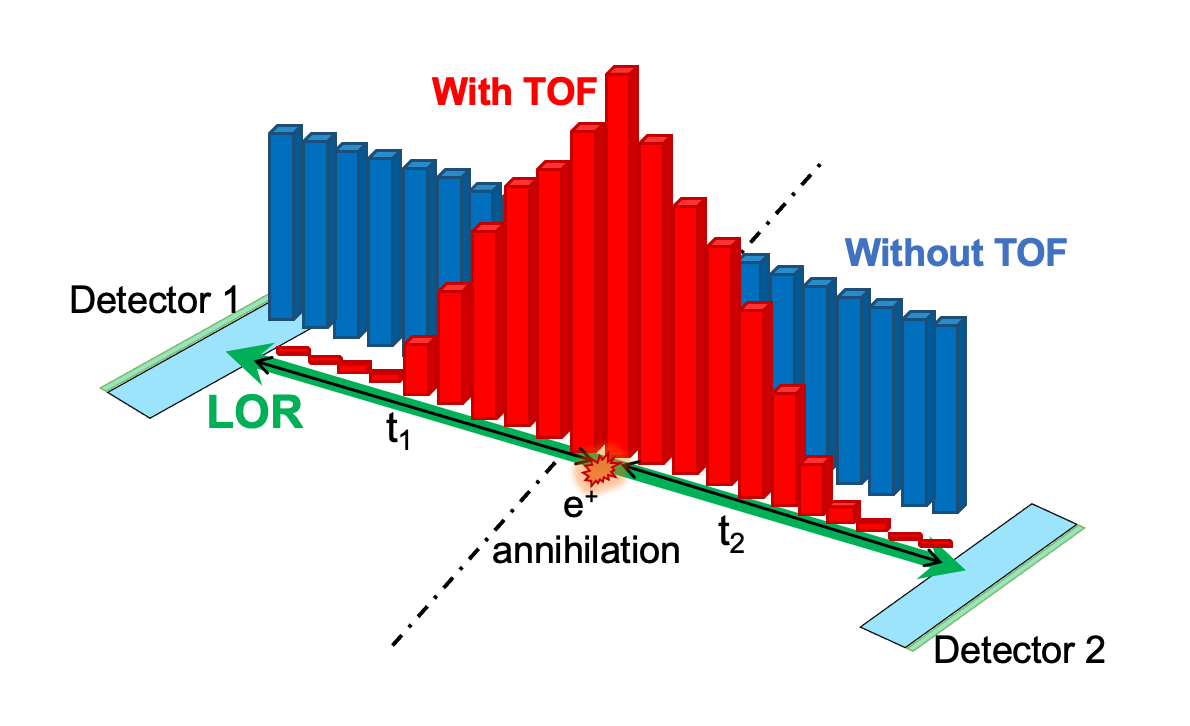 With TOF
Without TOF
Detector 1
LOR
t₁
e⁺
annihilation
t₂
Detector 2